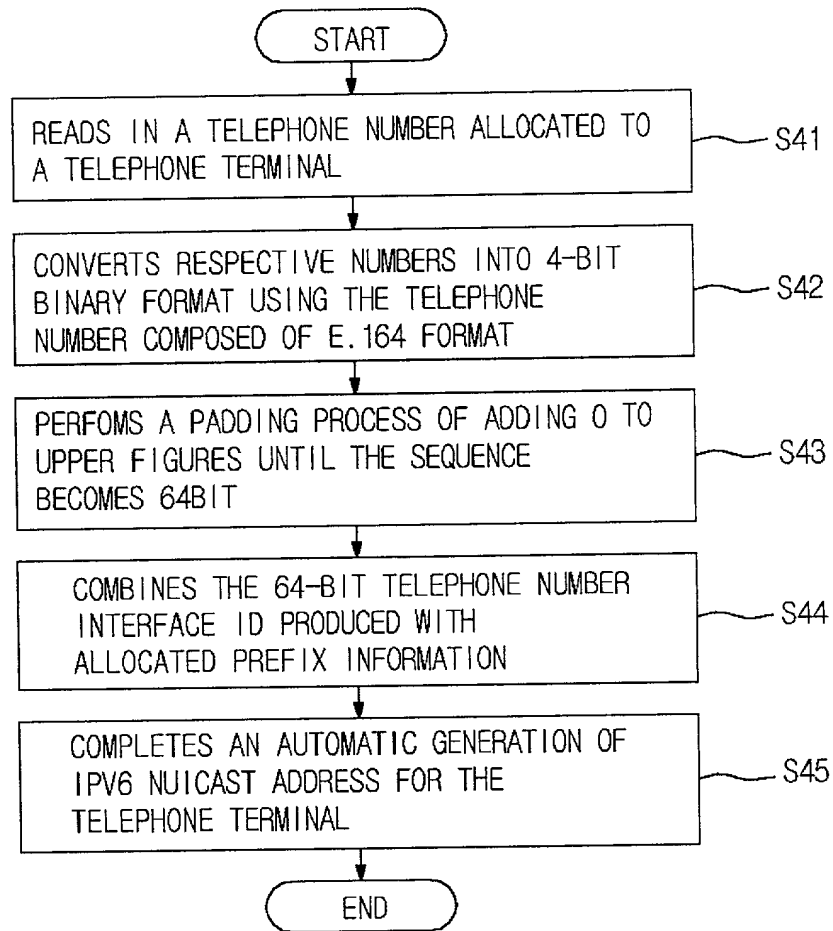 START
READS IN A TELEPHONE NUMBER ALLOCATED TO
A TELEPHONE TERMINAL
S41
CONVERTS RESPECTIVE NUMBERS INTO 4-BIT
BINARY FORMAT USING THE TELEPHONE
NUMBER COMPOSED OF E.164 FORMAT
S42
PERFOMS A PADDING PROCESS OF ADDING 0 TO
UPPER FIGURES UNTIL THE SEQUENCE
BECOMES 64BIT
S43
COMBINES THE 64-BIT TELEPHONE NUMBER
INTERFACE ID PRODUCED WITH
ALLOCATED PREFIX INFORMATION
S44
COMPLETES AN AUTOMATIC GENERATION OF
IPV6 NUICAST ADDRESS FOR THE
TELEPHONE TERMINAL
S45
END